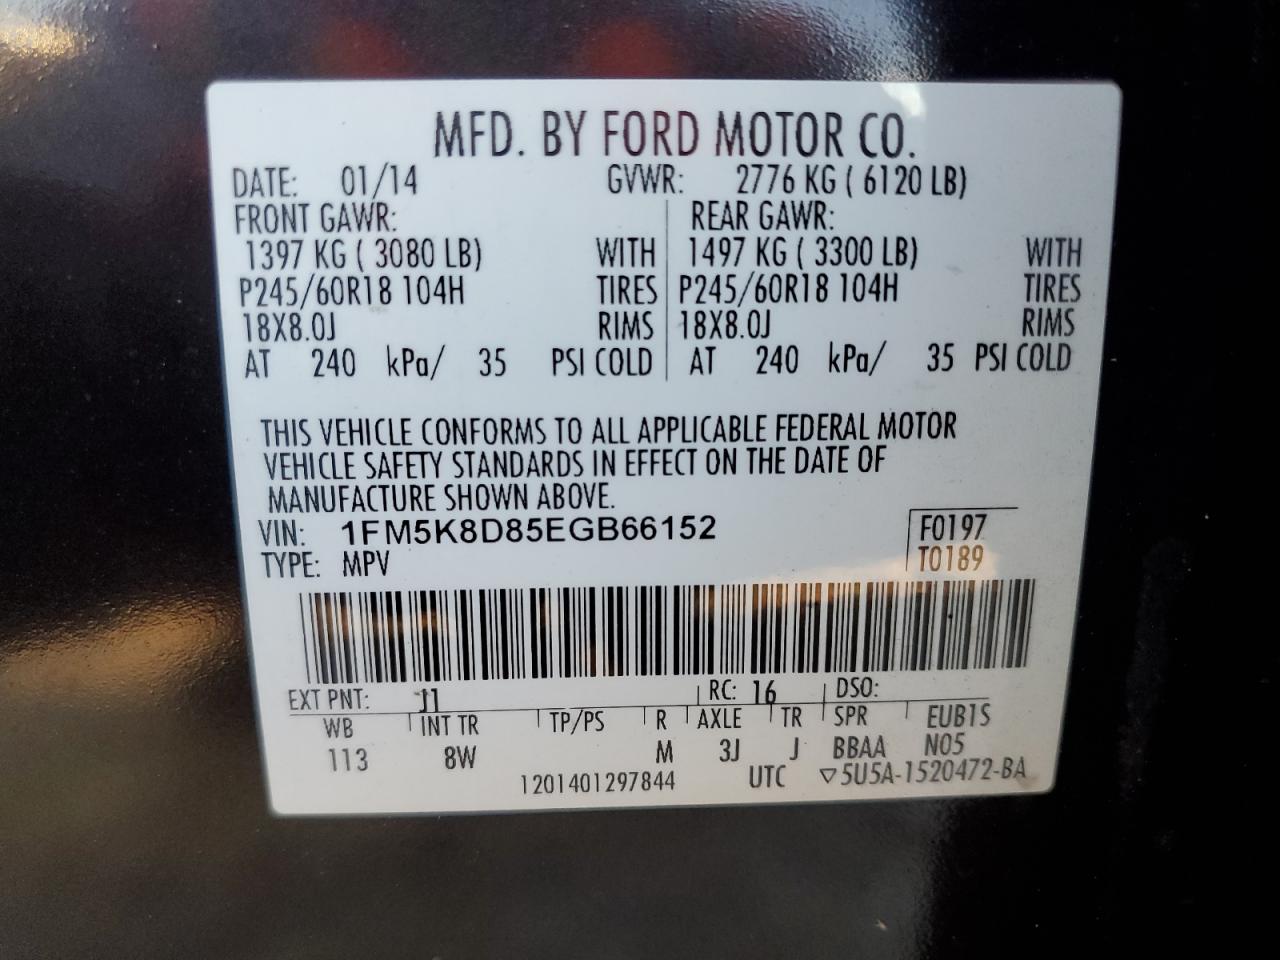 MFD. BY FORD MOTOR CO.
DATE: 01/14 GVWR: 2776 KG ( 6120 LB)
FRONT GAWR: REAR GAWR:
1397 KG ( 3080 LB) WITH 1497 KG ( 3300 LB) WITH
P245/60R18 104H TIRES P245/60R18 104H TIRES
18X8.0J RIMS 18X8.0J RIMS
AT 240 kPa/ 35 PSI COLD AT 240 kPa/ 35 PSI COLD
THIS VEHICLE CONFORMS TO ALL APPLICABLE FEDERAL MOTOR
VEHICLE SAFETY STANDARDS IN EFFECT ON THE DATE OF
MANUFACTURE SHOWN ABOVE.
VIN: 1FM5K8D85EGB66152 F0197
TYPE: MPV T0189
EXT PNT: J1 RC: 16 DSO:
WB INT TR TP/PS R AXLE TR SPR EUB1S
113 8W M 3J J BBAA N05
1201401297844 UTC ▽5U5A-1520472-BA